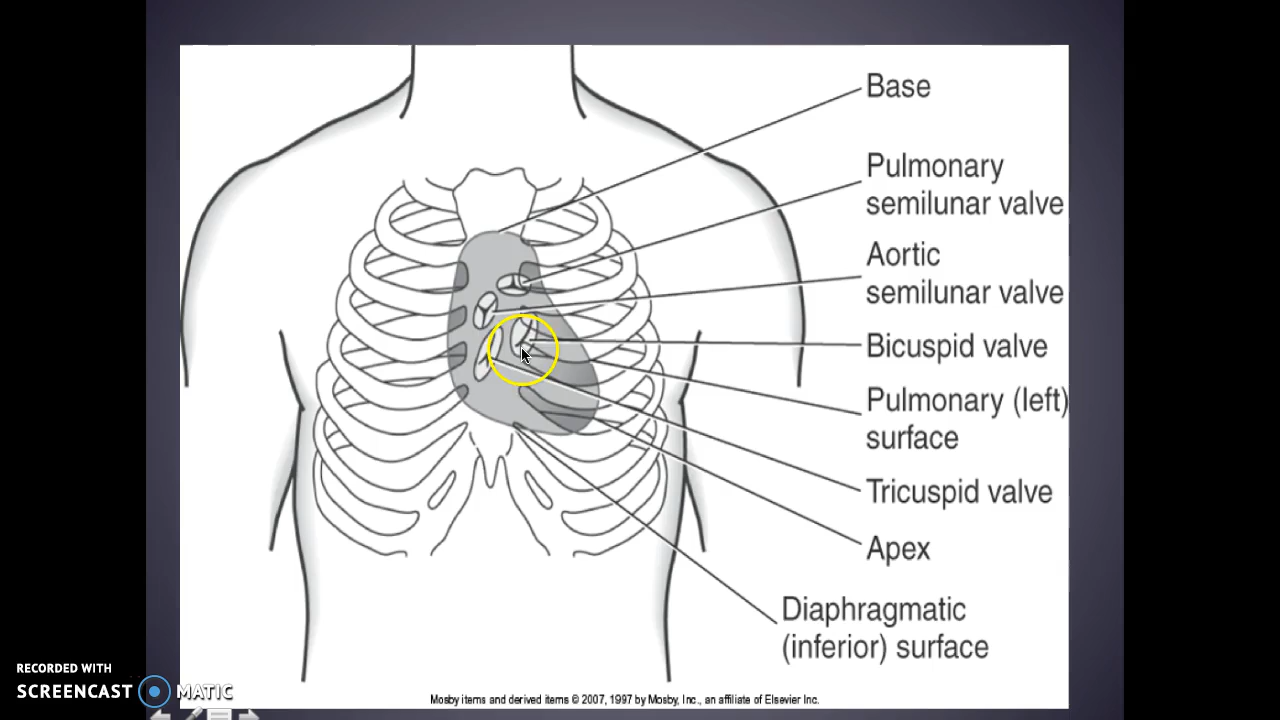 Base
Pulmonary
semilunar valve
Aortic
semilunar valve
Bicuspid valve
Pulmonary (left)
surface
Tricuspid valve
Apex
Diaphragmatic
(inferior) surface
RECORDED WITH
SCREENCAST MATIC
Mosby items and derived items © 2007, 1997 by Mosby, Inc., an affiliate of Elsevier Inc.